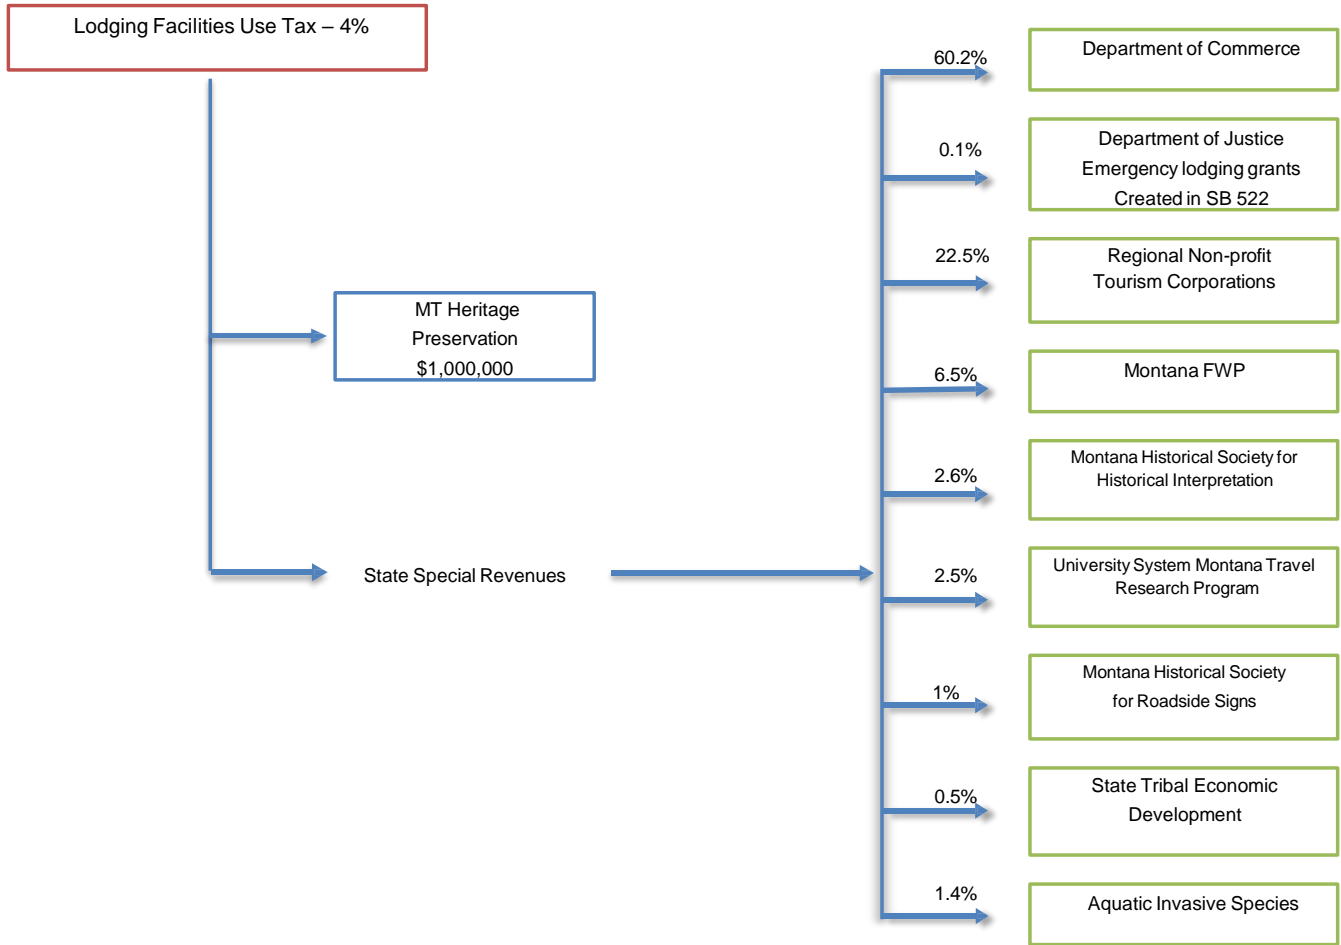 Lodging Facilities Use Tax – 4%
MT Heritage
Preservation
$1,000,000
State Special Revenues
60.2%
Department of Commerce
0.1%
Department of Justice
Emergency lodging grants
Created in SB 522
22.5%
Regional Non-profit
Tourism Corporations
6.5%
Montana FWP
2.6%
Montana Historical Society for
Historical Interpretation
2.5%
University System Montana Travel
Research Program
1%
Montana Historical Society
for Roadside Signs
0.5%
State Tribal Economic
Development
1.4%
Aquatic Invasive Species